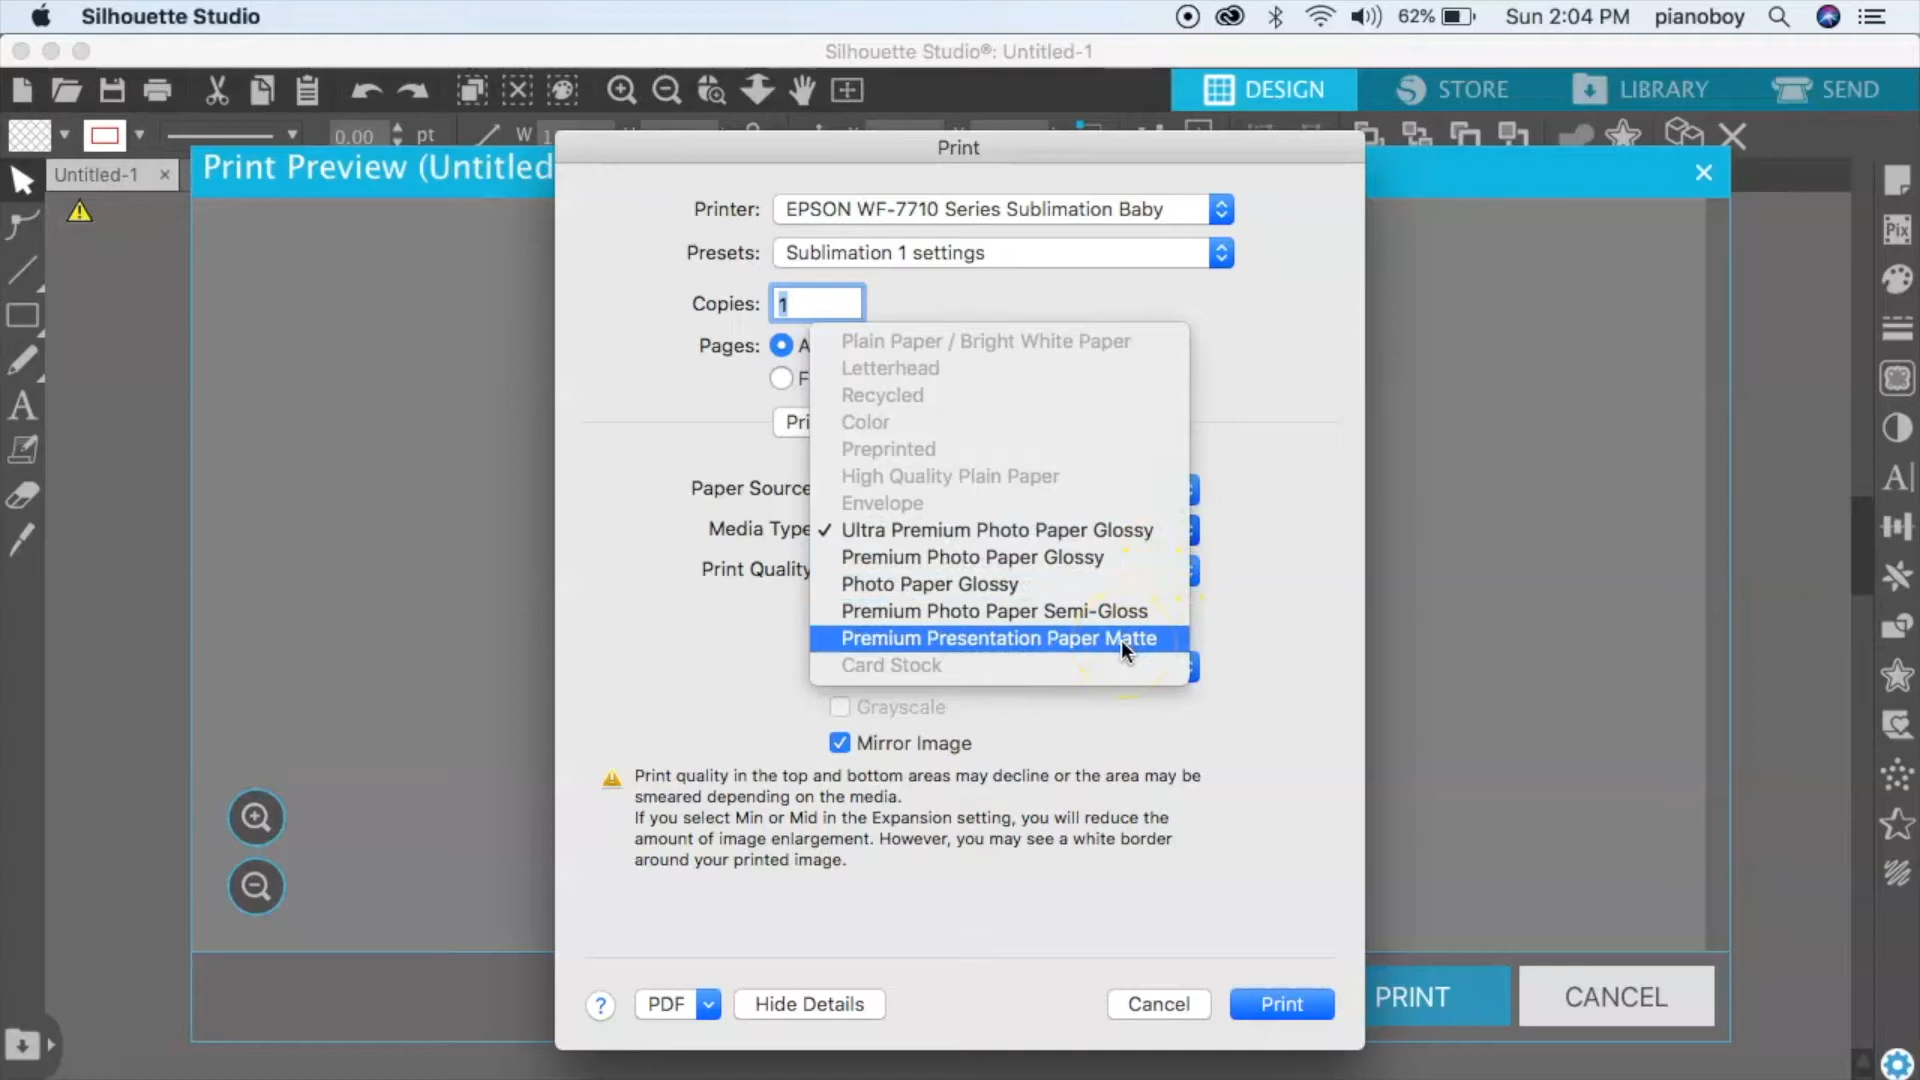 Silhouette Studio
62%
Sun 2:04 PM
pianoboy
Silhouette Studio®: Untitled-1
DESIGN
STORE
LIBRARY
SEND
0.00
pt
W
Untitled-1
Print Preview (Untitled
Print
Pix
Printer:
EPSON WF-7710 Series Sublimation Baby
Presets:
Sublimation 1 settings
Copies:
1
Pages:
A
F
Pri
Plain Paper / Bright White Paper
Letterhead
Recycled
Color
Preprinted
High Quality Plain Paper
Envelope
Paper Source
Media Type
✓ Ultra Premium Photo Paper Glossy
Premium Photo Paper Glossy
Print Quality
Photo Paper Glossy
Premium Photo Paper Semi-Gloss
Premium Presentation Paper Matte
Card Stock
Grayscale
Mirror Image
Print quality in the top and bottom areas may decline or the area may be
smeared depending on the media.
If you select Min or Mid in the Expansion setting, you will reduce the
amount of image enlargement. However, you may see a white border
around your printed image.
?
PDF
Hide Details
Cancel
Print
PRINT
CANCEL